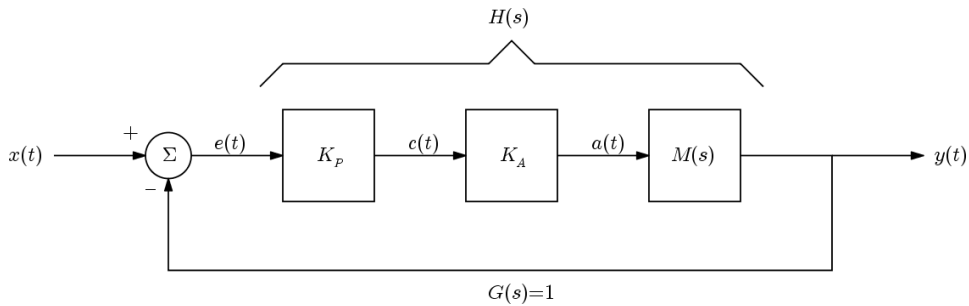 H(s)
x(t)
+
−
Σ
e(t)
K_P
c(t)
K_A
a(t)
M(s)
y(t)
G(s)=1